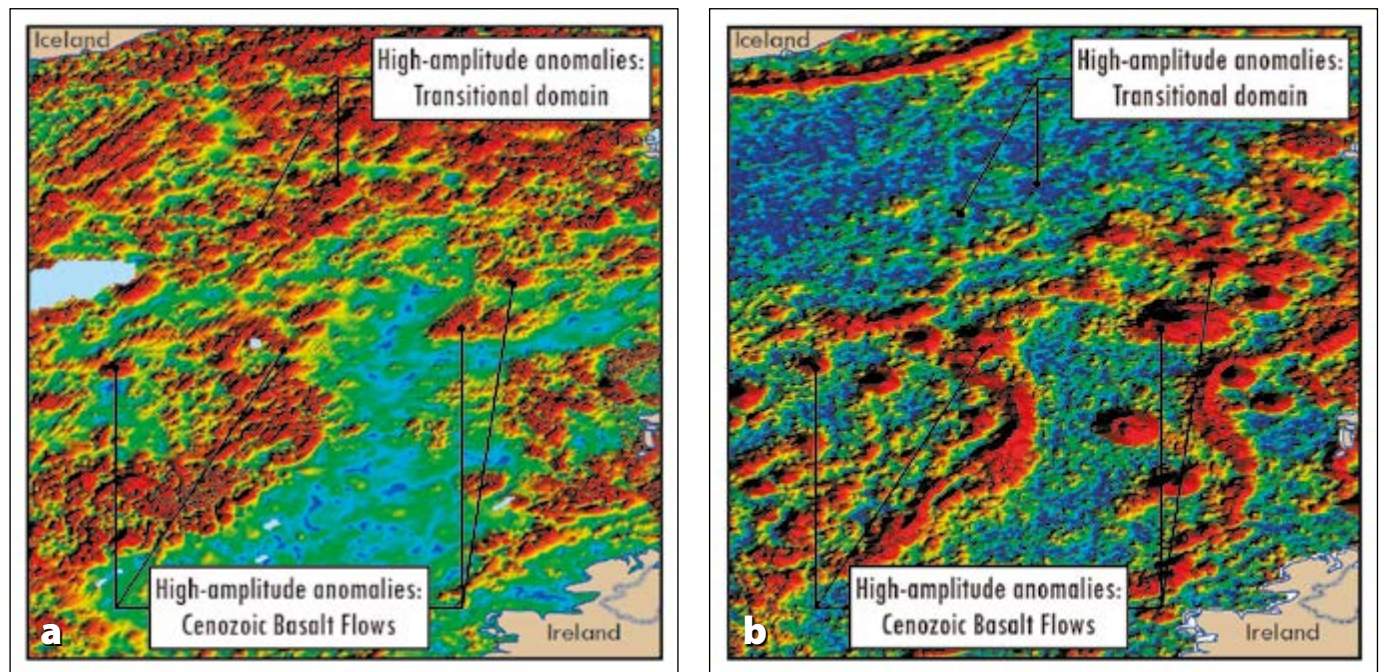 Iceland
High-amplitude anomalies:
Transitional domain
High-amplitude anomalies:
Cenozoic Basalt Flows
Ireland
a
Iceland
High-amplitude anomalies:
Transitional domain
High-amplitude anomalies:
Cenozoic Basalt Flows
Ireland
b